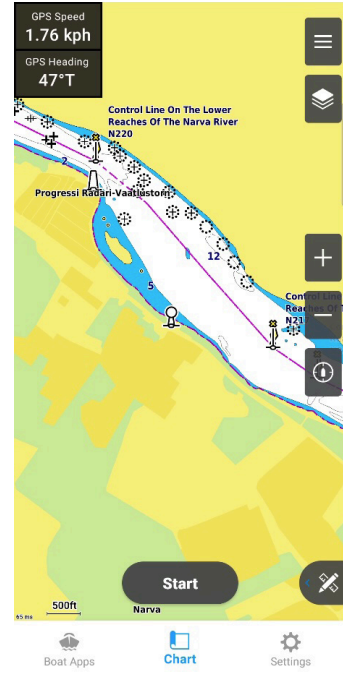 GPS Speed
1.76 kph
GPS Heading
47°T
Control Line On The Lower
Reaches Of The Narva River
N220
2
Progressi Radari-Vaatlustorn
12
5
Control Line
Reaches Of T
N21
Start
500ft
Narva
Boat Apps
Chart
Settings